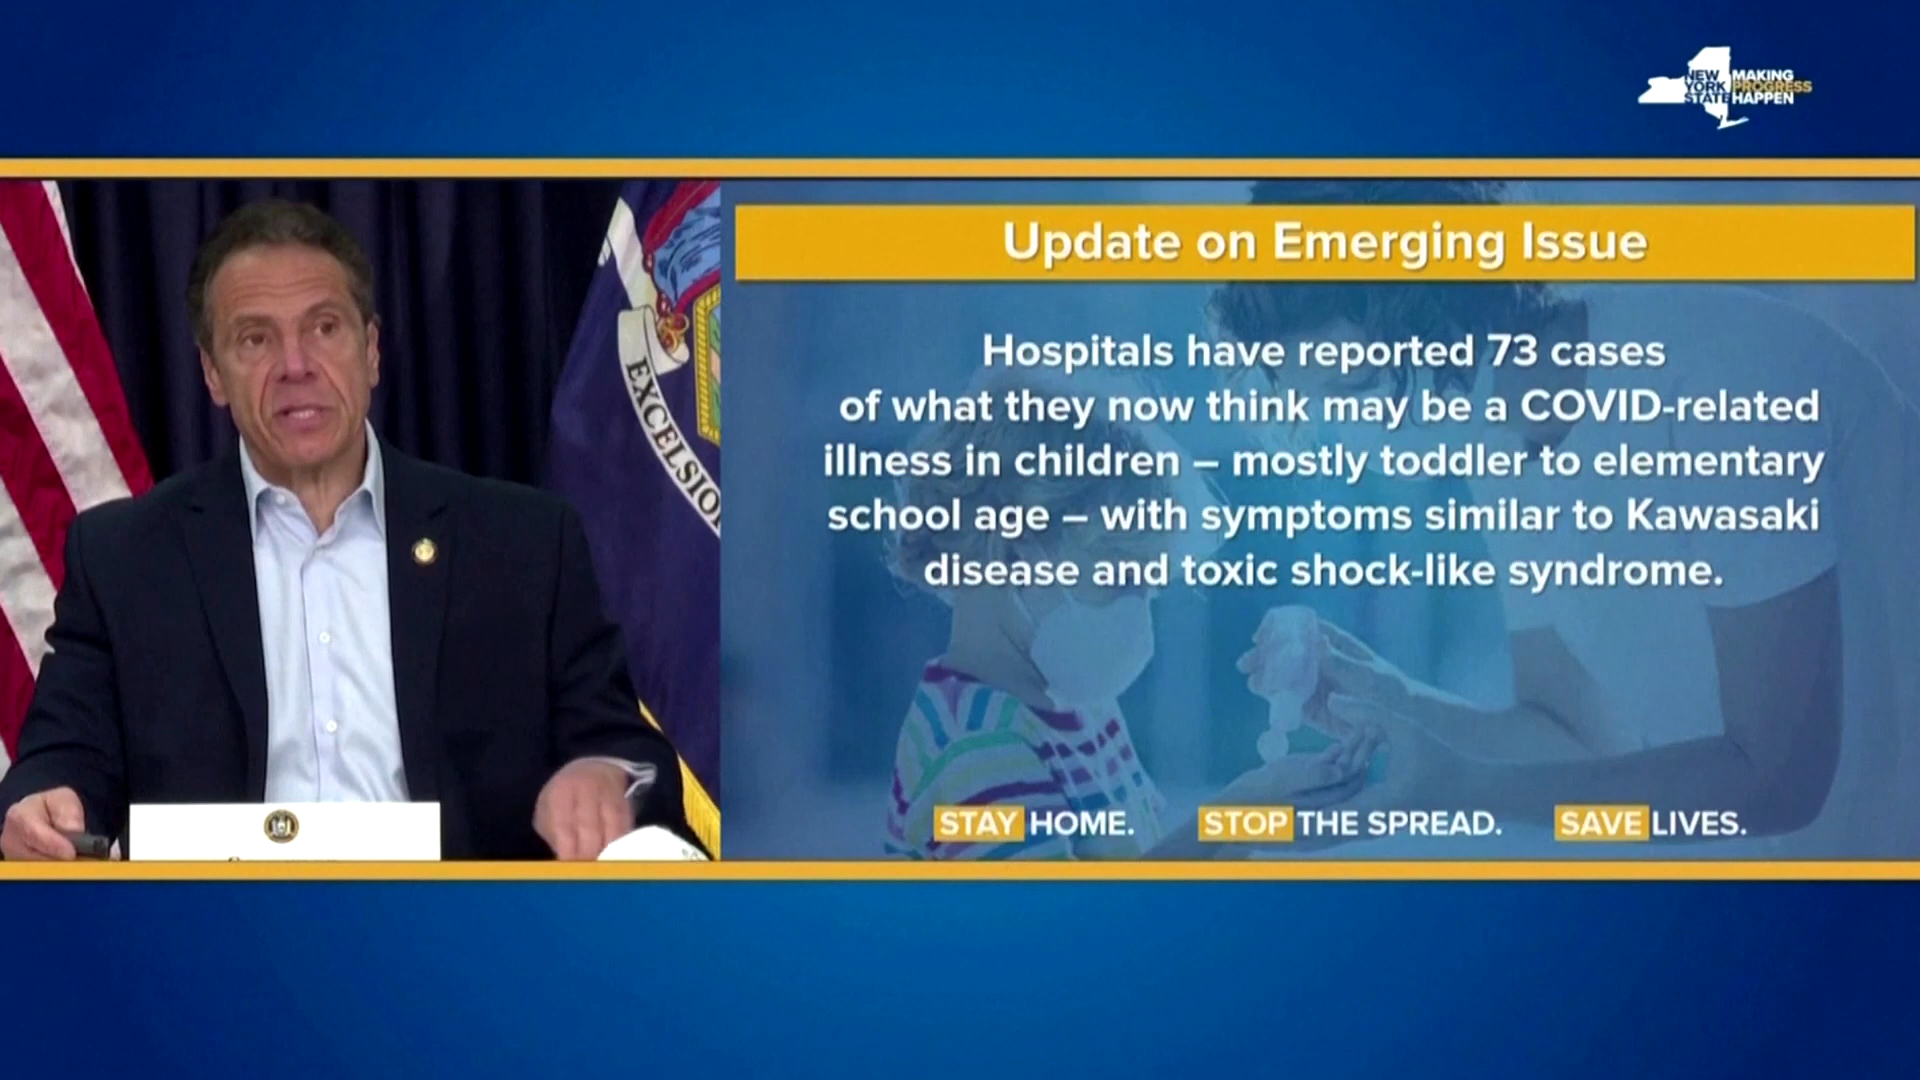 NEW
YORK
STATE
MAKING
PROGRESS
HAPPEN
EXCELSIOR
Update on Emerging Issue
Hospitals have reported 73 cases
of what they now think may be a COVID-related
illness in children – mostly toddler to elementary
school age – with symptoms similar to Kawasaki
disease and toxic shock-like syndrome.
STAY HOME. STOP THE SPREAD. SAVE LIVES.